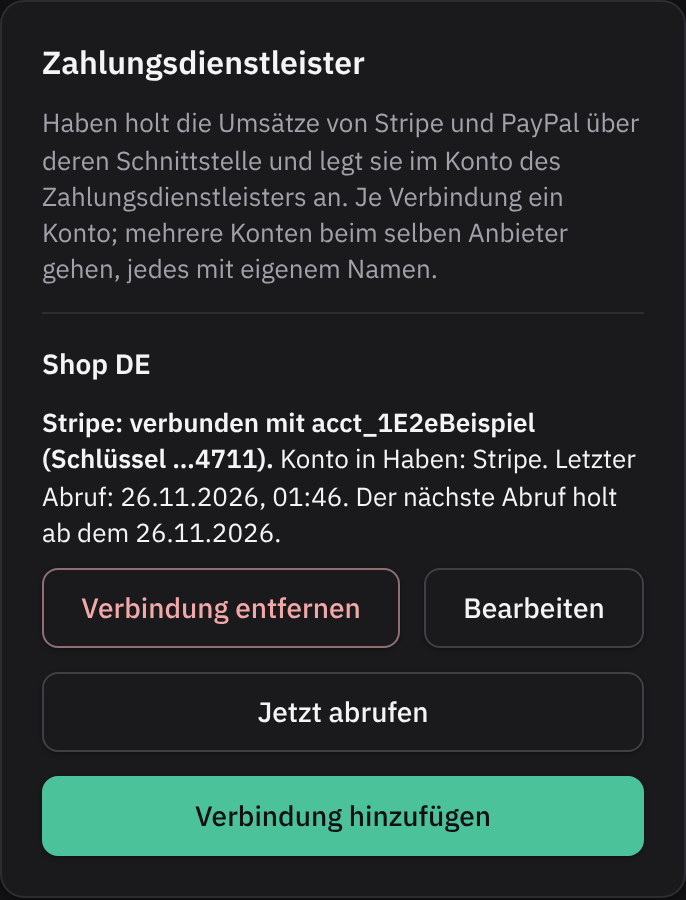 Zahlungsdienstleister
Haben holt die Umsätze von Stripe und PayPal über
deren Schnittstelle und legt sie im Konto des
Zahlungsdienstleisters an. Je Verbindung ein
Konto; mehrere Konten beim selben Anbieter
gehen, jedes mit eigenem Namen.
Shop DE
Stripe: verbunden mit acct_1E2eBeispiel
(Schlüssel …4711). Konto in Haben: Stripe. Letzter
Abruf: 26.11.2026, 01:46. Der nächste Abruf holt
ab dem 26.11.2026.
Verbindung entfernen
Bearbeiten
Jetzt abrufen
Verbindung hinzufügen